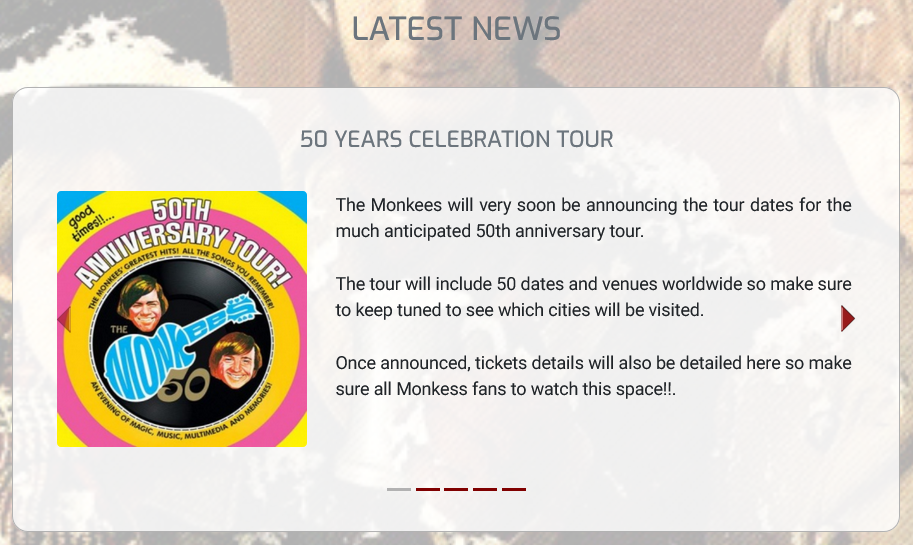 LATEST NEWS
50 YEARS CELEBRATION TOUR
good
times!!...
50TH
ANNIVERSARY TOUR!
THE MONKEES' GREATEST HITS! ALL THE SONGS YOU REMEMBER!
THE
MONKEES
50
AN EVENING OF MAGIC, MUSIC, MULTIMEDIA AND MEMORIES!
The Monkees will very soon be announcing the tour dates for the
much anticipated 50th anniversary tour.
The tour will include 50 dates and venues worldwide so make sure
to keep tuned to see which cities will be visited.
Once announced, tickets details will also be detailed here so make
sure all Monkess fans to watch this space!!.